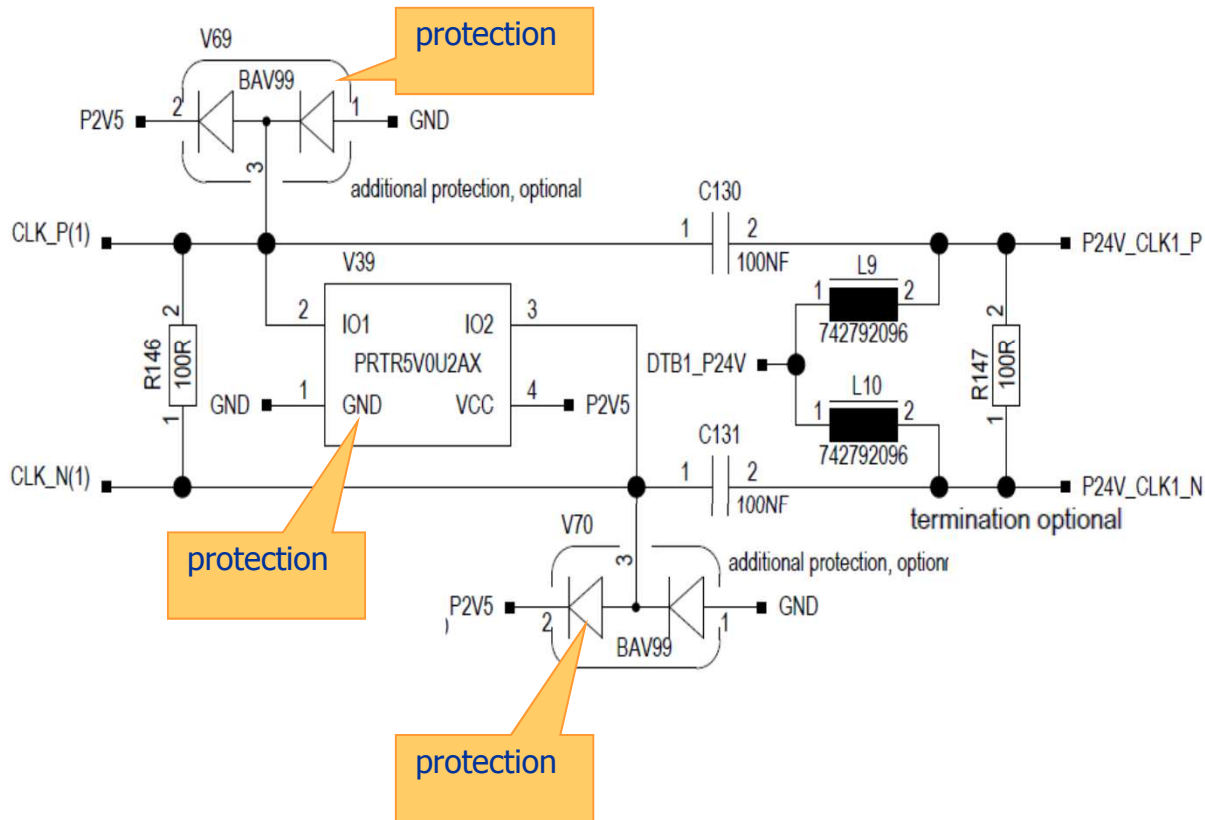 protection
V69
BAV99
P2V5
2
1
GND
3
additional protection, optional
C130
CLK_P(1)
1
2
P24V_CLK1_P
100NF
V39
L9
2
IO1
IO2
3
1
2
742792096
R146
100R
2
1
PRTR5V0U2AX
DTB1_P24V
R147
100R
2
1
GND
1
GND
VCC
4
P2V5
L10
1
2
742792096
C131
CLK_N(1)
1
2
P24V_CLK1_N
100NF
termination optional
V70
protection
3
additional protection, option
P2V5
2
1
GND
)
BAV99
protection